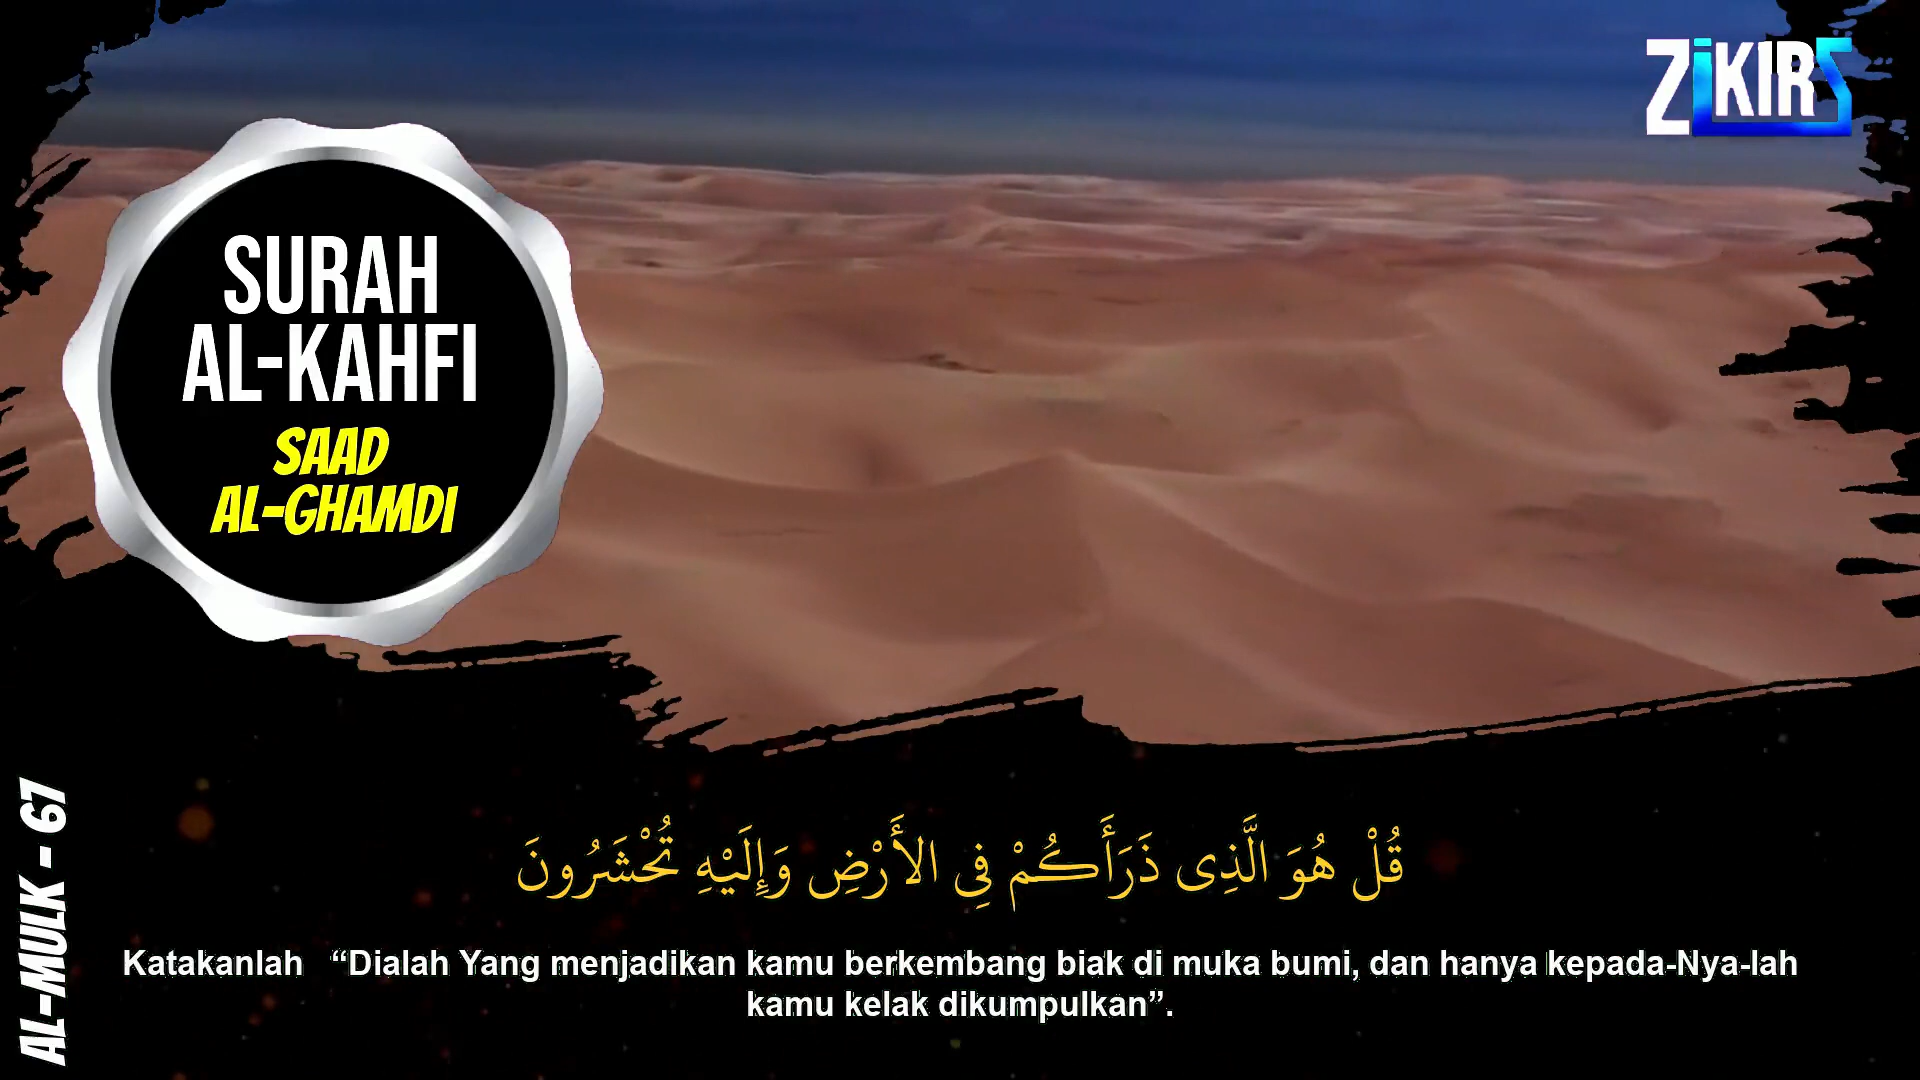 ZiKIRS
SURAH
AL-KAHFI
SAAD
AL-GHAMDI
AL-MULK - 67
قُلْ هُوَ الَّذِى ذَرَأَكُمْ فِى الأَرْضِ وَإِلَيْهِ تُحْشَرُونَ
Katakanlah “Dialah Yang menjadikan kamu berkembang biak di muka bumi, dan hanya kepada-Nya-lah
kamu kelak dikumpulkan”.